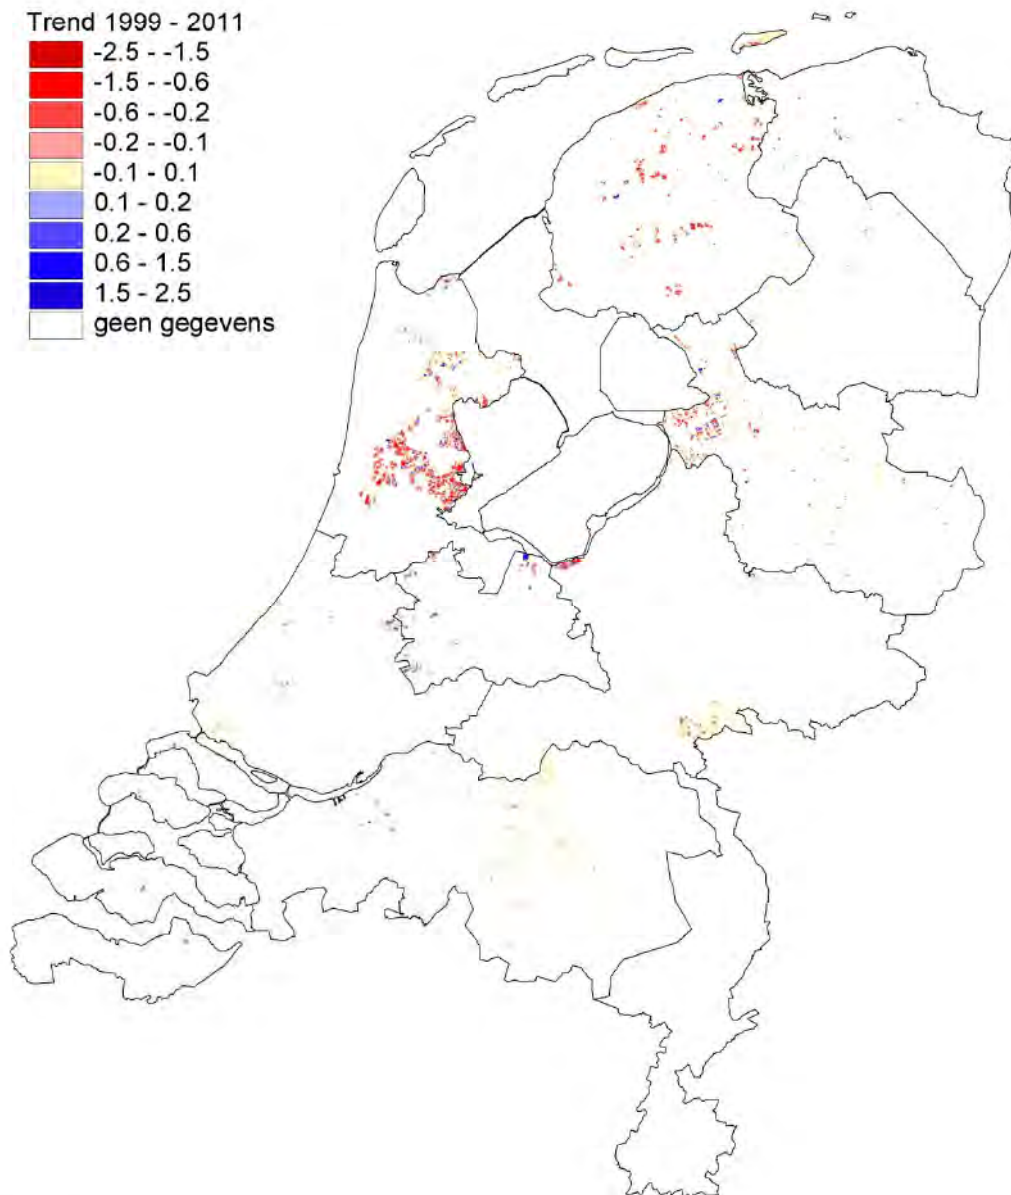 Trend 1999 - 2011
-2.5 - -1.5
-1.5 - -0.6
-0.6 - -0.2
-0.2 - -0.1
-0.1 - 0.1
0.1 - 0.2
0.2 - 0.6
0.6 - 1.5
1.5 - 2.5
geen gegevens